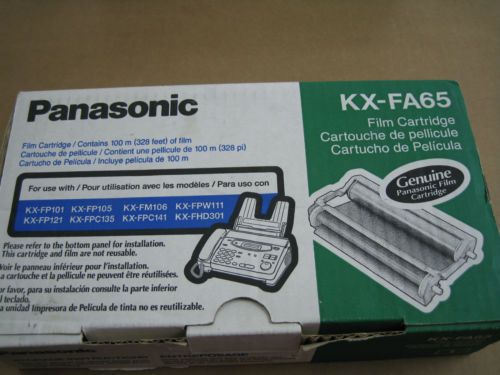 Panasonic
KX-FA65
Film Cartridge
Cartouche de pellicule
Cartucho de Película
Film Cartridge / Contains 100 m (328 feet) of film
Cartouche de pellicule / Contient une pellicule de 100 m (328 pi)
Cartucho de Película / Incluye película de 100 m
For use with / Pour utilisation avec les modèles / Para uso con
KX-FP101 KX-FP105 KX-FM106 KX-FPW111
KX-FP121 KX-FPC135 KX-FPC141 KX-FHD301
Genuine
Panasonic Film
Cartridge
Please refer to the bottom panel for installation.
This cartridge and film are not reusable.
Voir le panneau inférieur pour l'installation.
La cartouche et la pellicule ne peuvent être réutilisées.
por favor, para su instalación consulte la parte inferior
el teclado.
La unidad Impresora de Película de tinta no es reutilizable.
PANASONIC